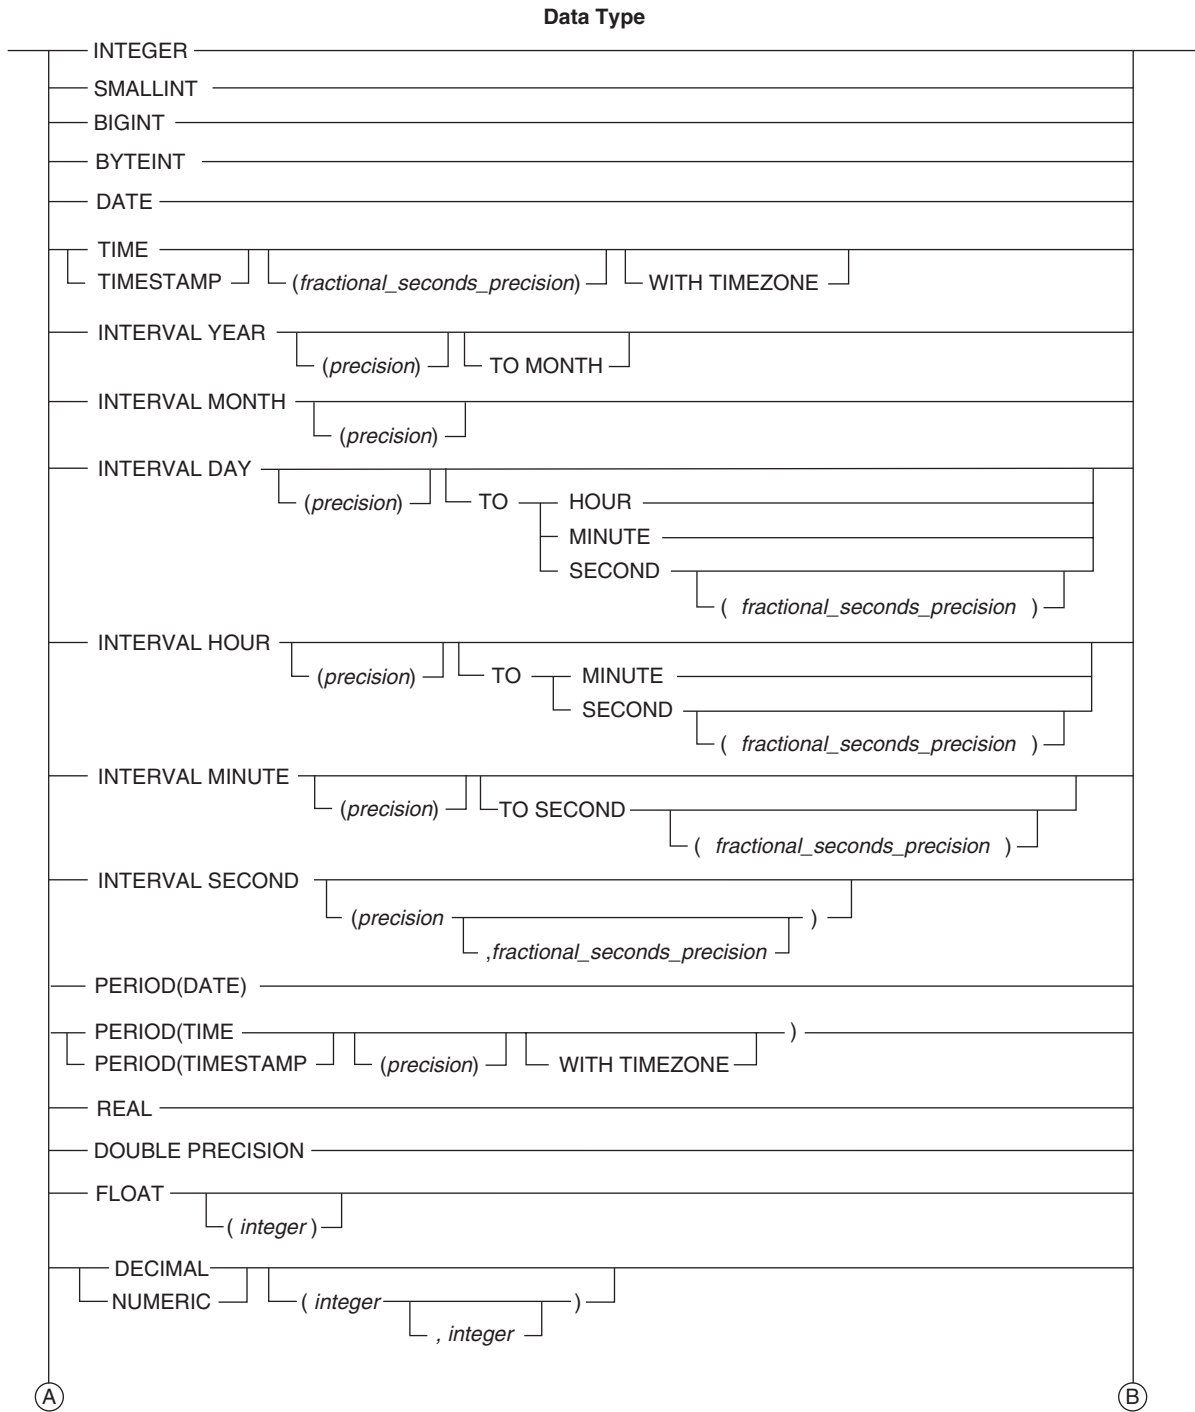 Data Type
INTEGER
SMALLINT
BIGINT
BYTEINT
DATE
TIME
TIMESTAMP (fractional_seconds_precision) WITH TIMEZONE
INTERVAL YEAR
(precision) TO MONTH
INTERVAL MONTH
(precision)
INTERVAL DAY
(precision) TO HOUR
MINUTE
SECOND
( fractional_seconds_precision )
INTERVAL HOUR
(precision) TO MINUTE
SECOND
( fractional_seconds_precision )
INTERVAL MINUTE
(precision) TO SECOND
( fractional_seconds_precision )
INTERVAL SECOND
(precision )
,fractional_seconds_precision
PERIOD(DATE)
PERIOD(TIME )
PERIOD(TIMESTAMP (precision) WITH TIMEZONE
REAL
DOUBLE PRECISION
FLOAT
( integer )
DECIMAL
NUMERIC ( integer )
, integer
A B